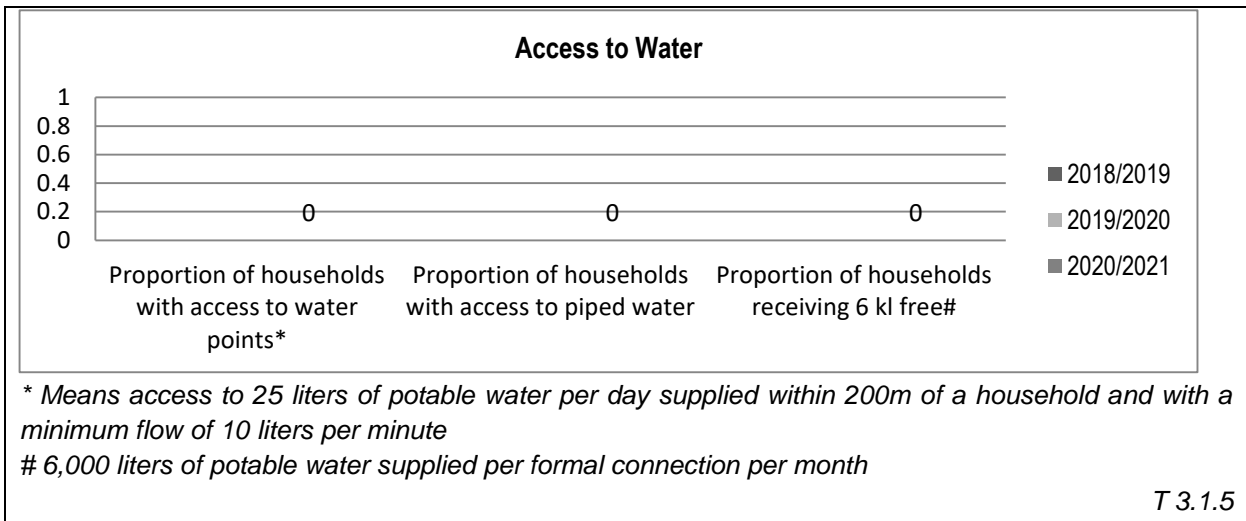 Access to Water
1
0.8
0.6
0.4
0.2
0
0 0 0
Proportion of households
with access to water
points*
Proportion of households
with access to piped water
Proportion of households
receiving 6 kl free#
2018/2019
2019/2020
2020/2021
* Means access to 25 liters of potable water per day supplied within 200m of a household and with a
minimum flow of 10 liters per minute
# 6,000 liters of potable water supplied per formal connection per month
T 3.1.5